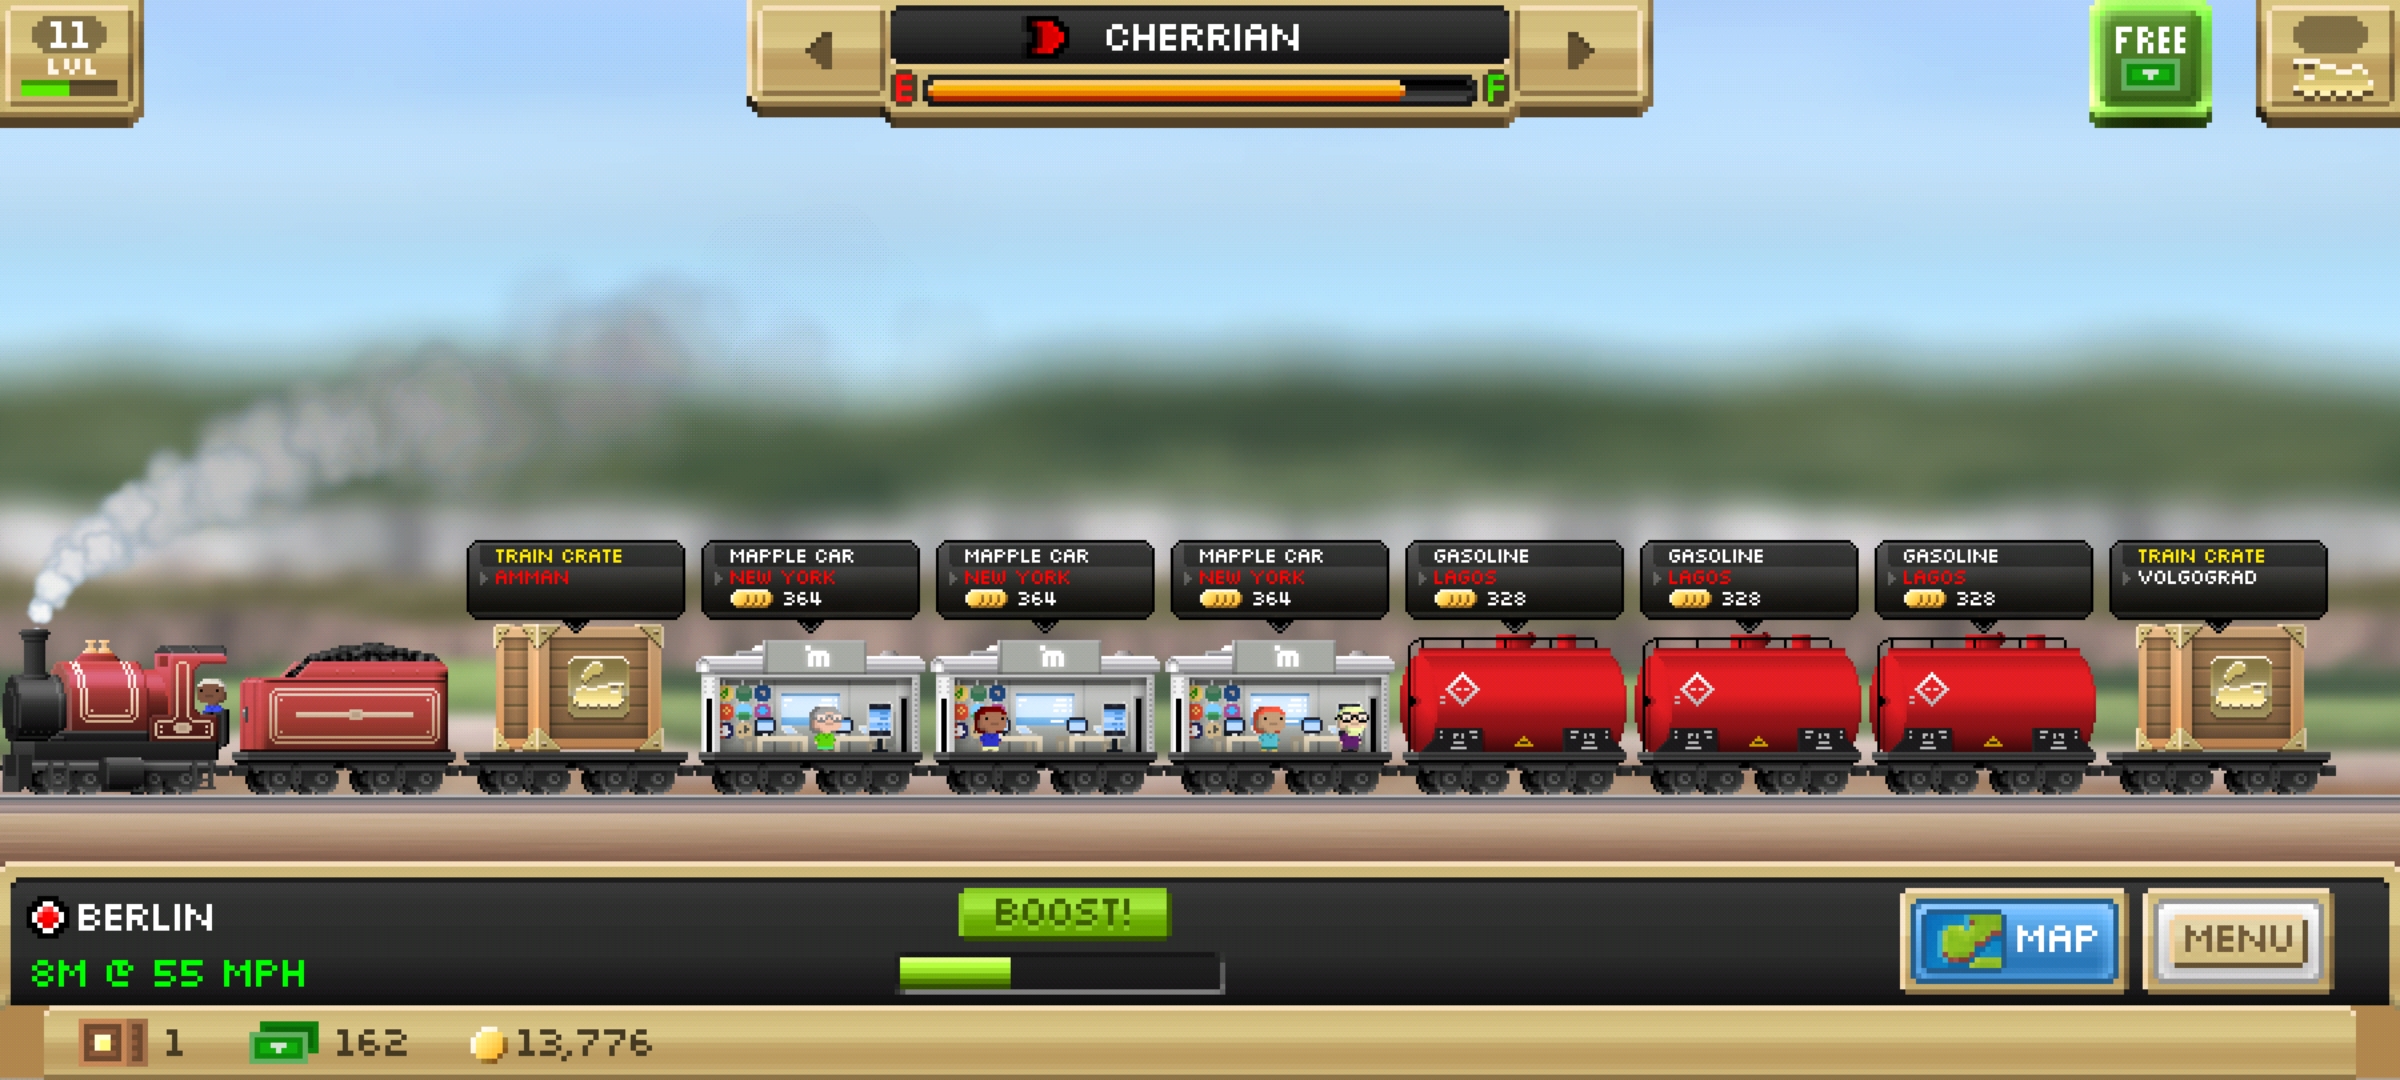 11
LVL
CHERRIAN
E F
FREE
TRAIN CRATE
AMMAN
MAPPLE CAR
NEW YORK
364
MAPPLE CAR
NEW YORK
364
MAPPLE CAR
NEW YORK
364
GASOLINE
LAGOS
328
GASOLINE
LAGOS
328
GASOLINE
LAGOS
328
TRAIN CRATE
VOLGOGRAD
m
m
m
BERLIN
8M @ 55 MPH
BOOST!
MAP
MENU
1
162
13,776